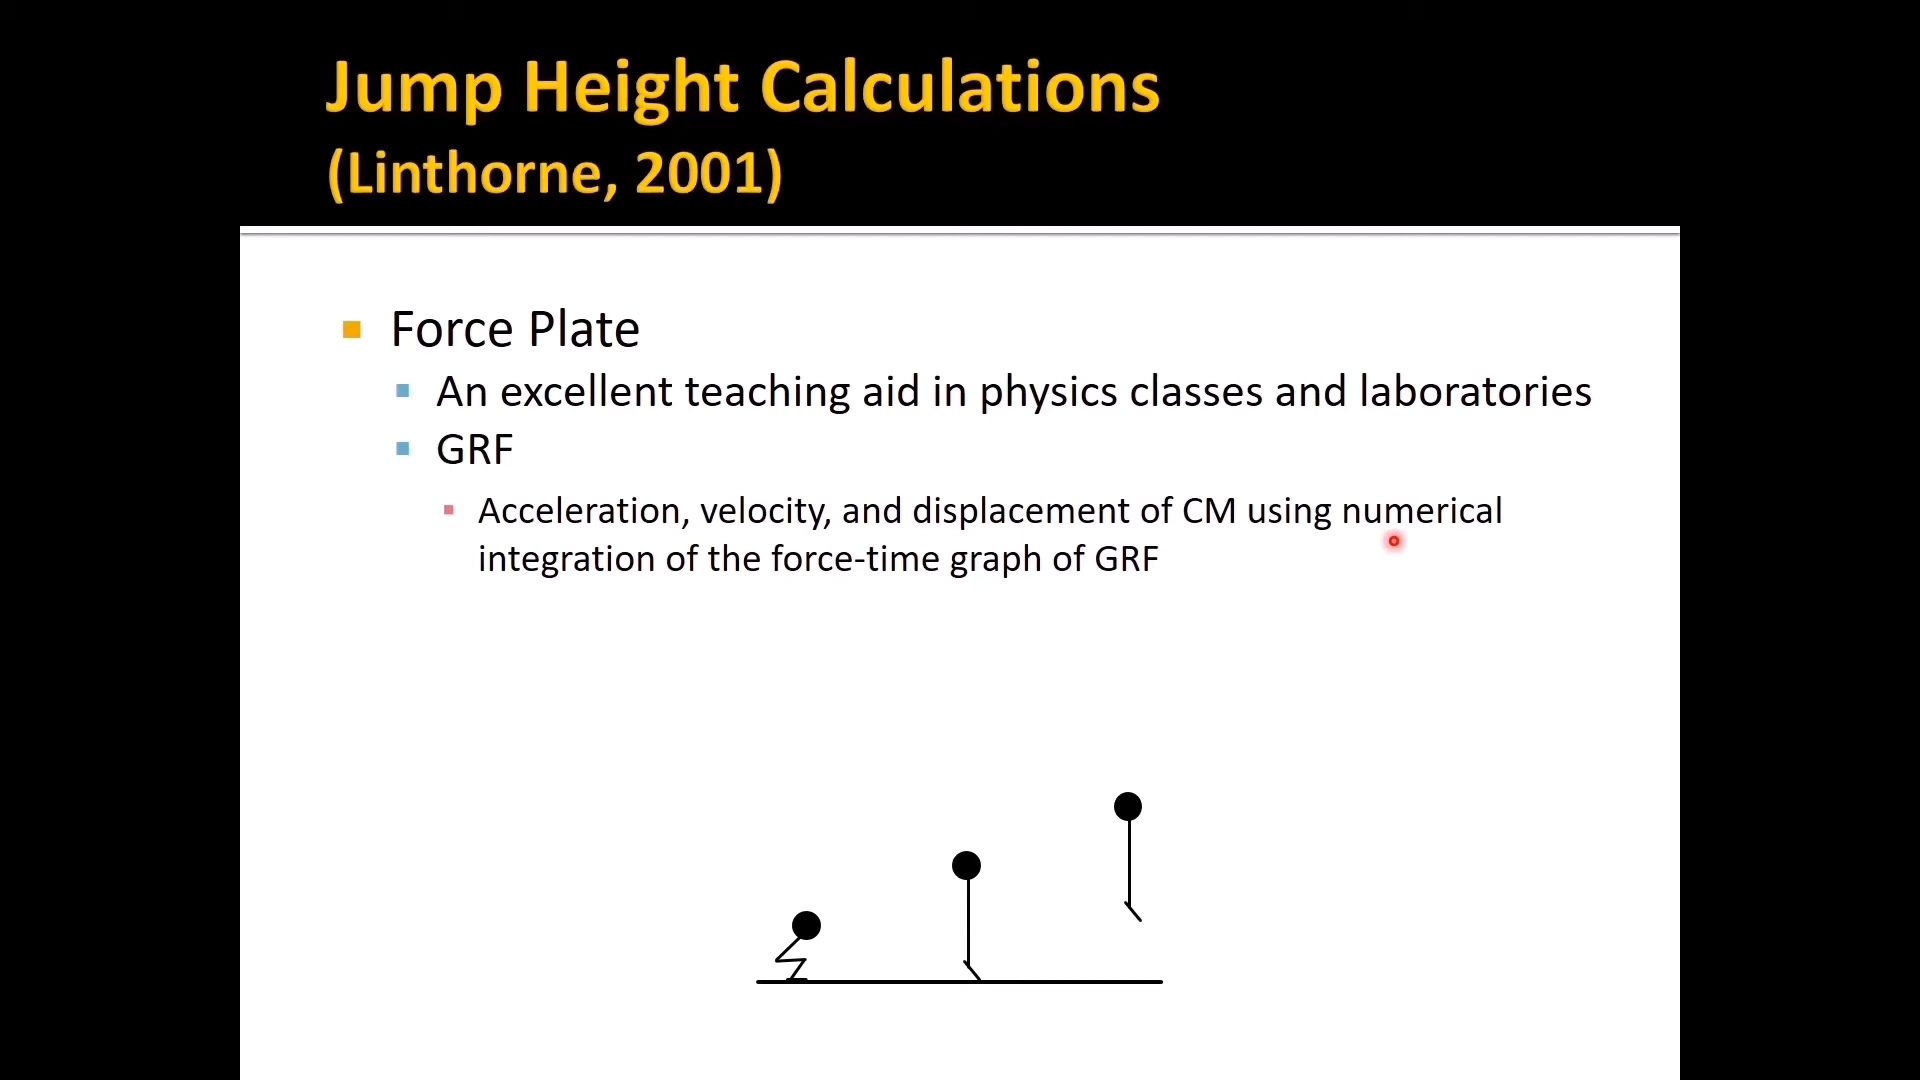 Jump Height Calculations
(Linthorne, 2001)
Force Plate
An excellent teaching aid in physics classes and laboratories
GRF
Acceleration, velocity, and displacement of CM using numerical
integration of the force-time graph of GRF